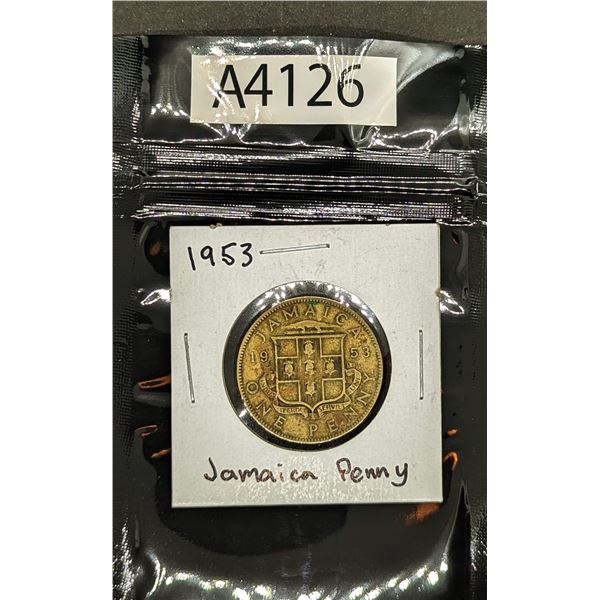 A4126
1953
JAMAICA
19 53
ONE PENNY
Jamaica Penny